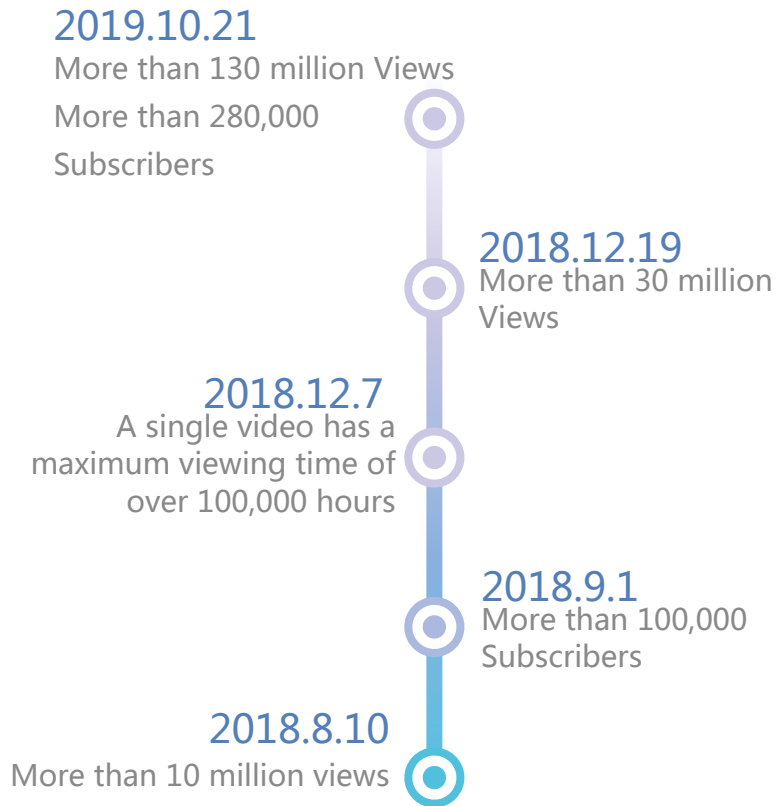 2019.10.21
More than 130 million Views
More than 280,000
Subscribers
2018.12.19
More than 30 million
Views
2018.12.7
A single video has a
maximum viewing time of
over 100,000 hours
2018.9.1
More than 100,000
Subscribers
2018.8.10
More than 10 million views